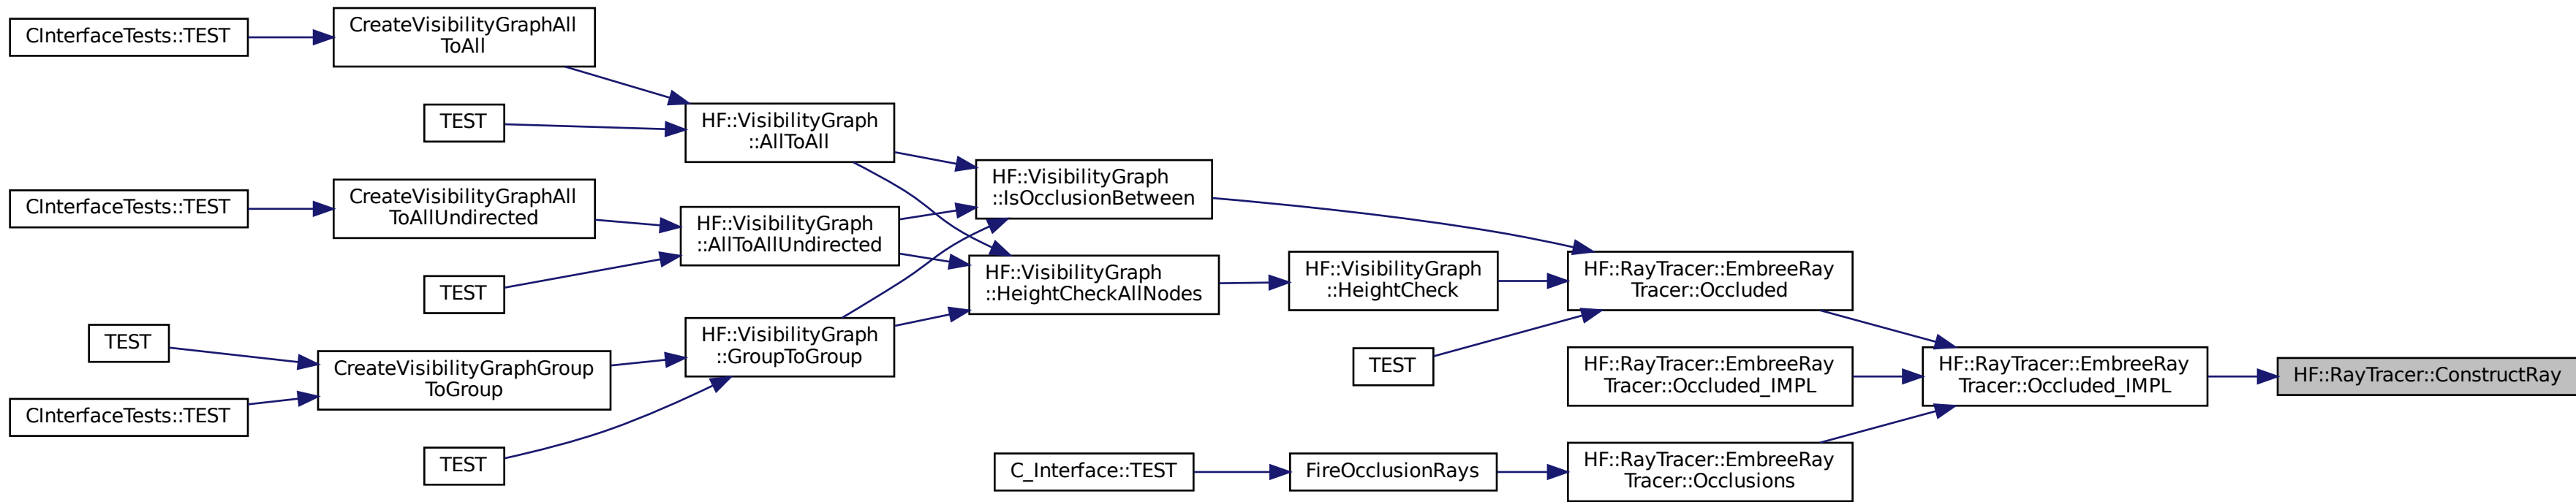 CInterfaceTests::TEST
CreateVisibilityGraphAll
ToAll
TEST
HF::VisibilityGraph
::AllToAll
CInterfaceTests::TEST
CreateVisibilityGraphAll
ToAllUndirected
TEST
HF::VisibilityGraph
::AllToAllUndirected
TEST
CInterfaceTests::TEST
CreateVisibilityGraphGroup
ToGroup
TEST
HF::VisibilityGraph
::GroupToGroup
HF::VisibilityGraph
::IsOcclusionBetween
HF::VisibilityGraph
::HeightCheckAllNodes
HF::VisibilityGraph
::HeightCheck
TEST
C_Interface::TEST
FireOcclusionRays
HF::RayTracer::EmbreeRay
Tracer::Occluded
HF::RayTracer::EmbreeRay
Tracer::Occluded_IMPL
HF::RayTracer::EmbreeRay
Tracer::Occlusions
HF::RayTracer::EmbreeRay
Tracer::Occluded_IMPL
HF::RayTracer::ConstructRay